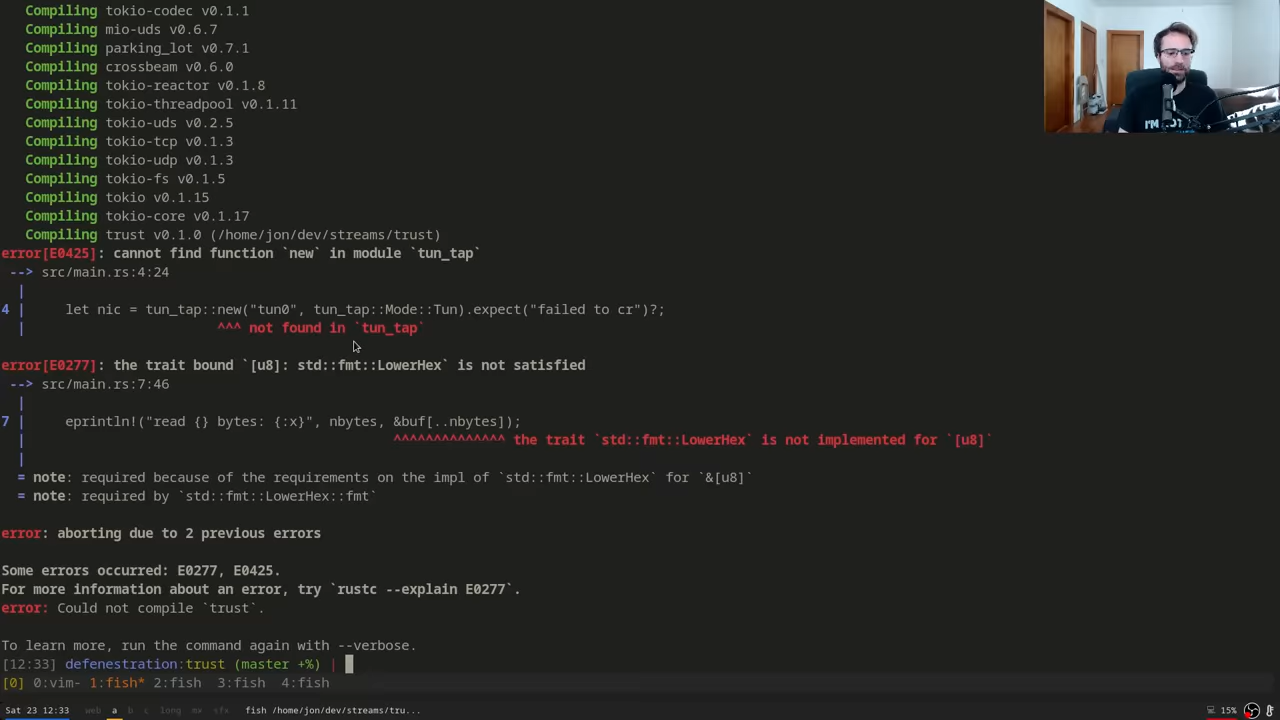 Compiling tokio-codec v0.1.1
Compiling mio-uds v0.6.7
Compiling parking_lot v0.7.1
Compiling crossbeam v0.6.0
Compiling tokio-reactor v0.1.8
Compiling tokio-threadpool v0.1.11
Compiling tokio-uds v0.2.5
Compiling tokio-tcp v0.1.3
Compiling tokio-udp v0.1.3
Compiling tokio-fs v0.1.5
Compiling tokio v0.1.15
Compiling tokio-core v0.1.17
Compiling trust v0.1.0 (/home/jon/dev/streams/trust)
error[E0425]: cannot find function `new` in module `tun_tap`
--> src/main.rs:4:24
|
4 | let nic = tun_tap::new("tun0", tun_tap::Mode::Tun).expect("failed to cr")?;
| ^^^ not found in `tun_tap`
error[E0277]: the trait bound `[u8]: std::fmt::LowerHex` is not satisfied
--> src/main.rs:7:46
|
7 | eprintln!("read {} bytes: {:x}", nbytes, &buf[..nbytes]);
| ^^^^^^^^^^^^^^ the trait `std::fmt::LowerHex` is not implemented for `[u8]`
|
= note: required because of the requirements on the impl of `std::fmt::LowerHex` for `&[u8]`
= note: required by `std::fmt::LowerHex::fmt`
error: aborting due to 2 previous errors
Some errors occurred: E0277, E0425.
For more information about an error, try `rustc --explain E0277`.
error: Could not compile `trust`.
To learn more, run the command again with --verbose.
[12:33] defenestration:trust (master +%) |
[0] 0:vim- 1:fish* 2:fish 3:fish 4:fish
Sat 23 12:33 web a b c long sfx fish /home/jon/dev/streams/tru... 15%
I'M NOT